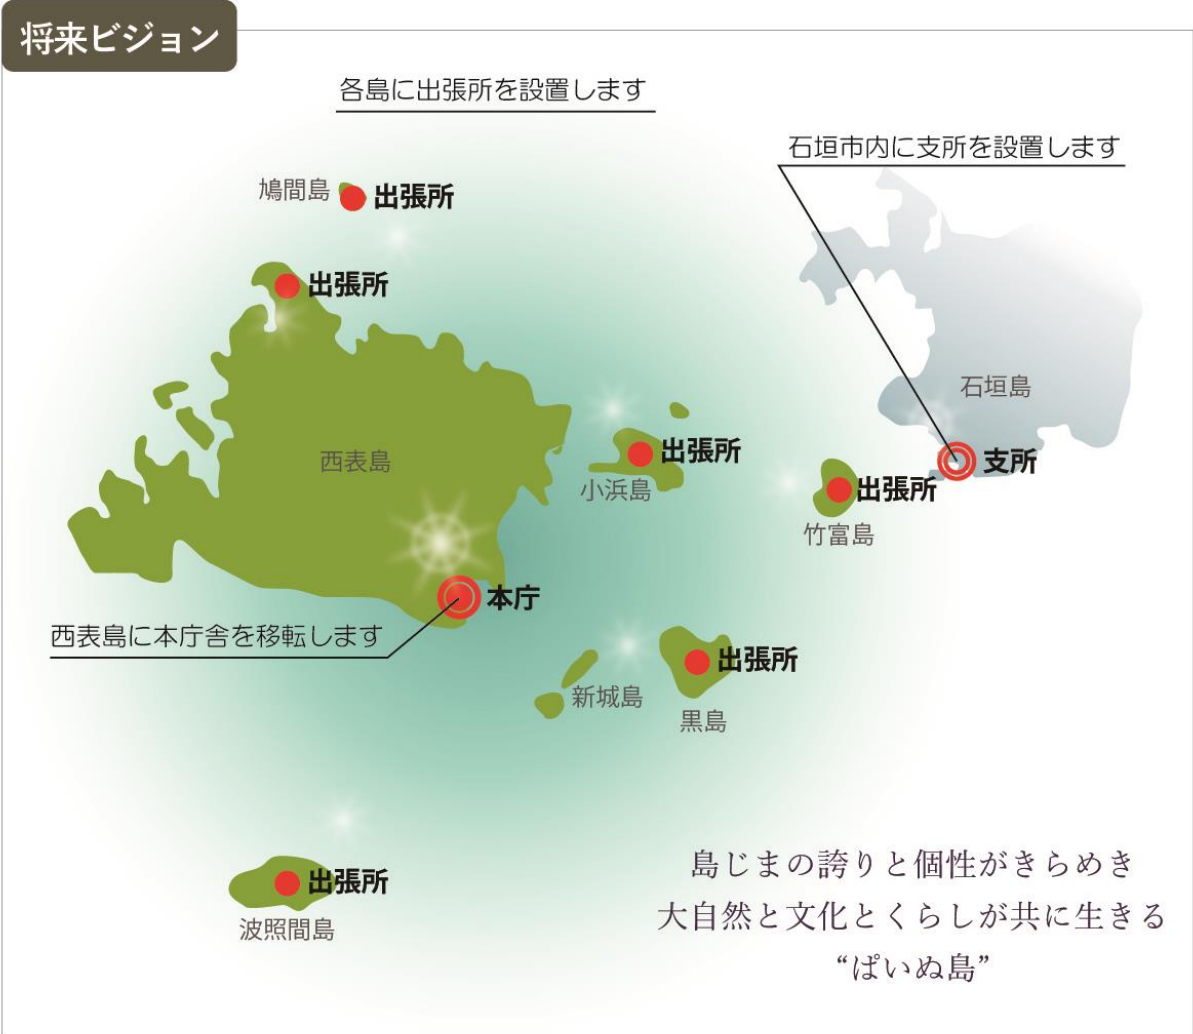 将来ビジョン
各島に出張所を設置します
石垣市内に支所を設置します
鳩間島
出張所
出張所
石垣島
西表島
出張所
小浜島
支所
出張所
竹富島
本庁
西表島に本庁舎を移転します
出張所
新城島
黒島
出張所
波照間島
島じまの誇りと個性がきらめき
大自然と文化とくらしが共に生きる
“ぱいぬ島”